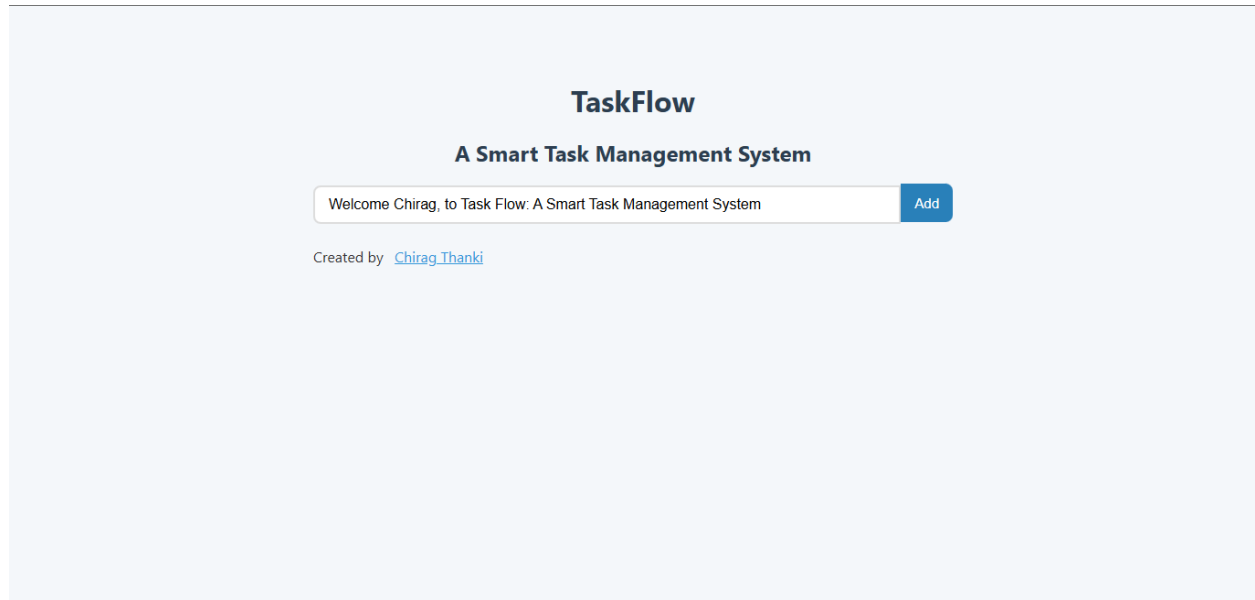 TaskFlow
A Smart Task Management System
Welcome Chirag, to Task Flow: A Smart Task Management System Add
Created by Chirag Thanki